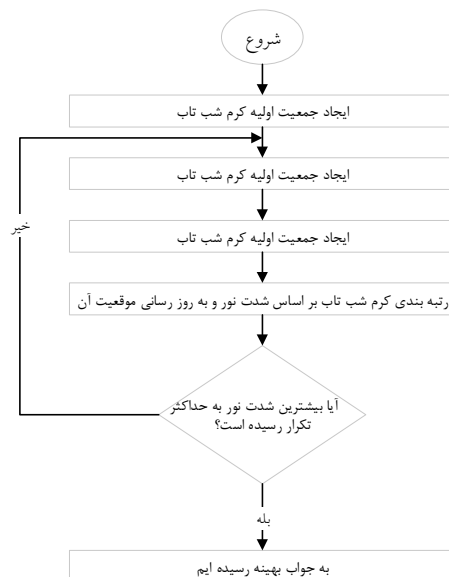 شروع
ایجاد جمعیت اولیه کرم شب تاب
ایجاد جمعیت اولیه کرم شب تاب
خیر
ایجاد جمعیت اولیه کرم شب تاب
رتبه بندی کرم شب تاب بر اساس شدت نور و به روز رسانی موقعیت آن
آیا بیشترین شدت نور به حداکثر
تکرار رسیده است؟
بله
به جواب بهینه رسیده ایم